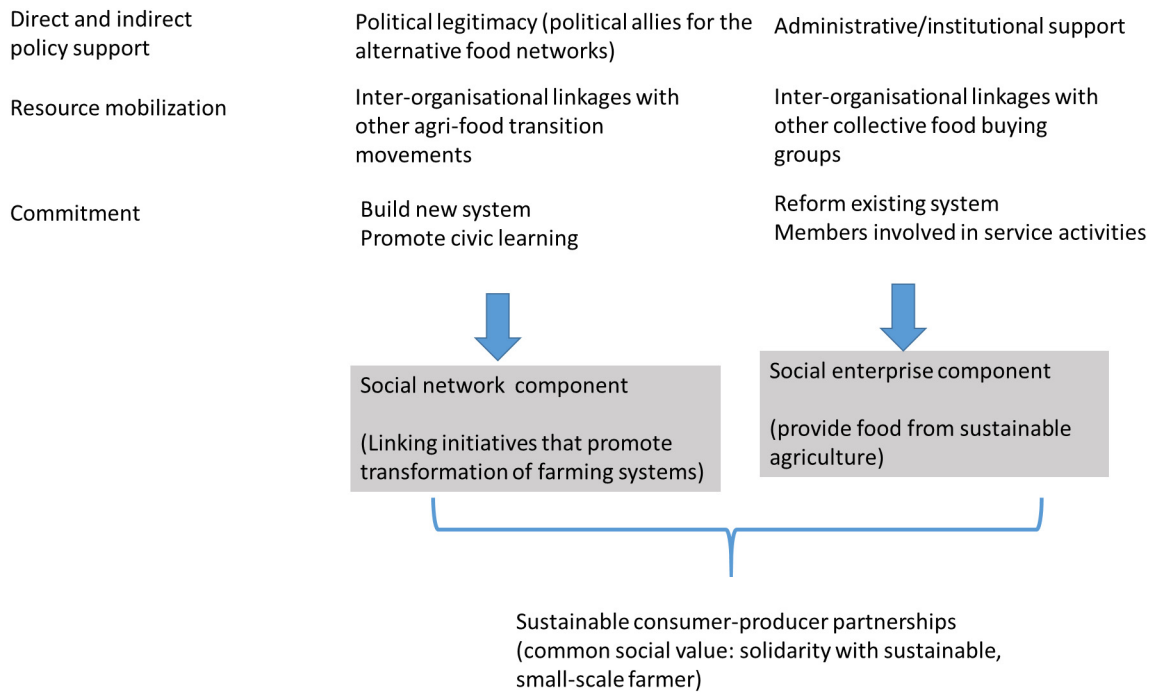 Direct and indirect
policy support
Political legitimacy (political allies for the
alternative food networks)
Administrative/institutional support
Resource mobilization
Inter-organisational linkages with
other agri-food transition
movements
Inter-organisational linkages with
other collective food buying
groups
Commitment
Build new system
Promote civic learning
Reform existing system
Members involved in service activities
Social network component
(Linking initiatives that promote
transformation of farming systems)
Social enterprise component
(provide food from sustainable
agriculture)
Sustainable consumer-producer partnerships
(common social value: solidarity with sustainable,
small-scale farmer)